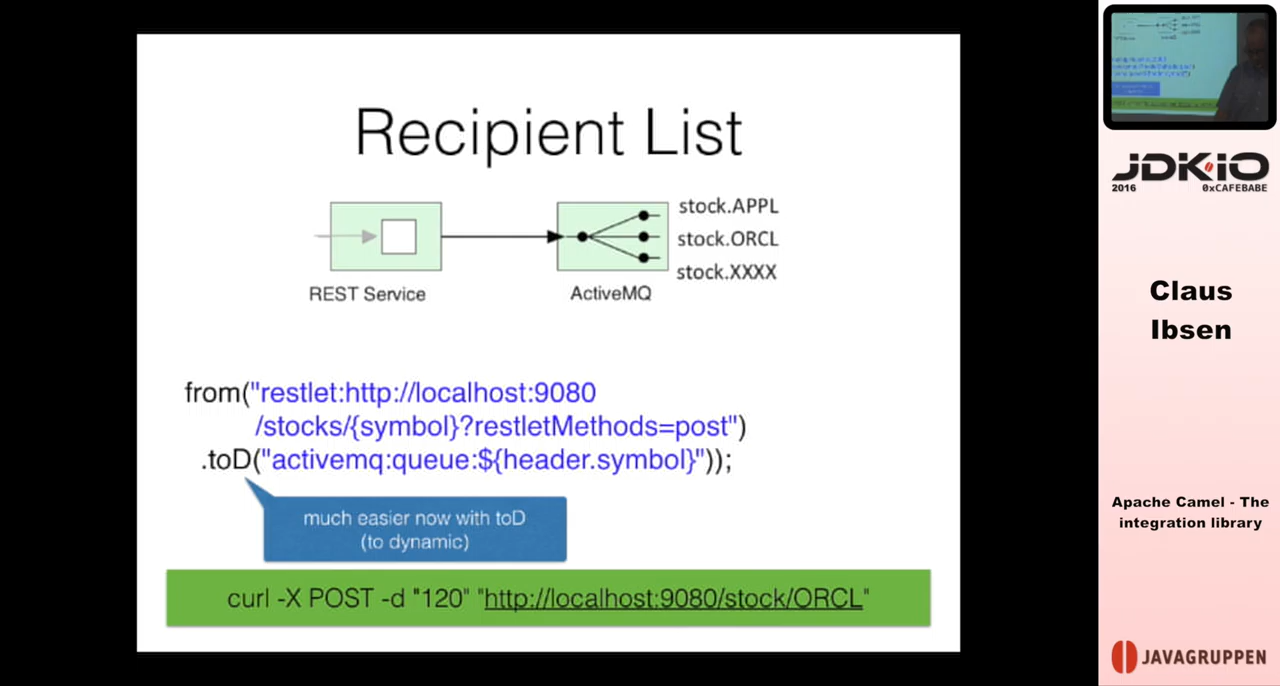 Recipient List
stock.APPL
stock.ORCL
stock.XXXX
REST Service
ActiveMQ
from("restlet:http://localhost:9080
/stocks/{symbol}?restletMethods=post")
.toD("activemq:queue:${header.symbol}"));
much easier now with toD
(to dynamic)
curl -X POST -d "120" "http://localhost:9080/stock/ORCL"
JDK.iO
2016 0xCAFEBABE
Claus
Ibsen
Apache Camel - The
integration library
JAVAGRUPPEN